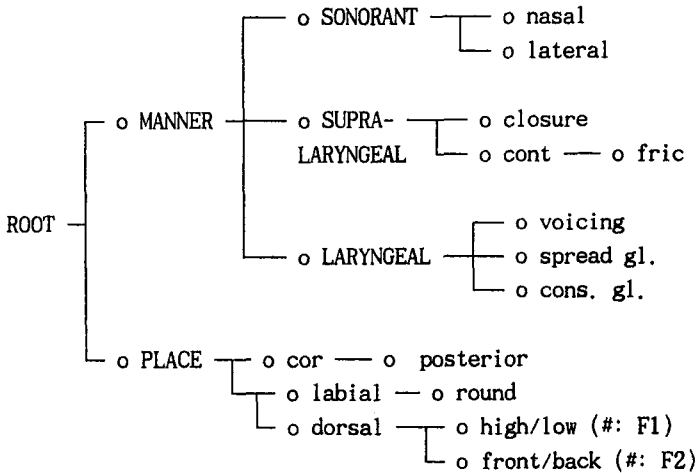 o SONORANT o nasal
o lateral
o MANNER o SUPRA- o closure
LARYNGEAL o cont o fric
ROOT o voicing
o LARYNGEAL o spread gl.
o cons. gl.
o PLACE o cor o posterior
o labial o round
o dorsal o high/low (#: F1)
o front/back (#: F2)